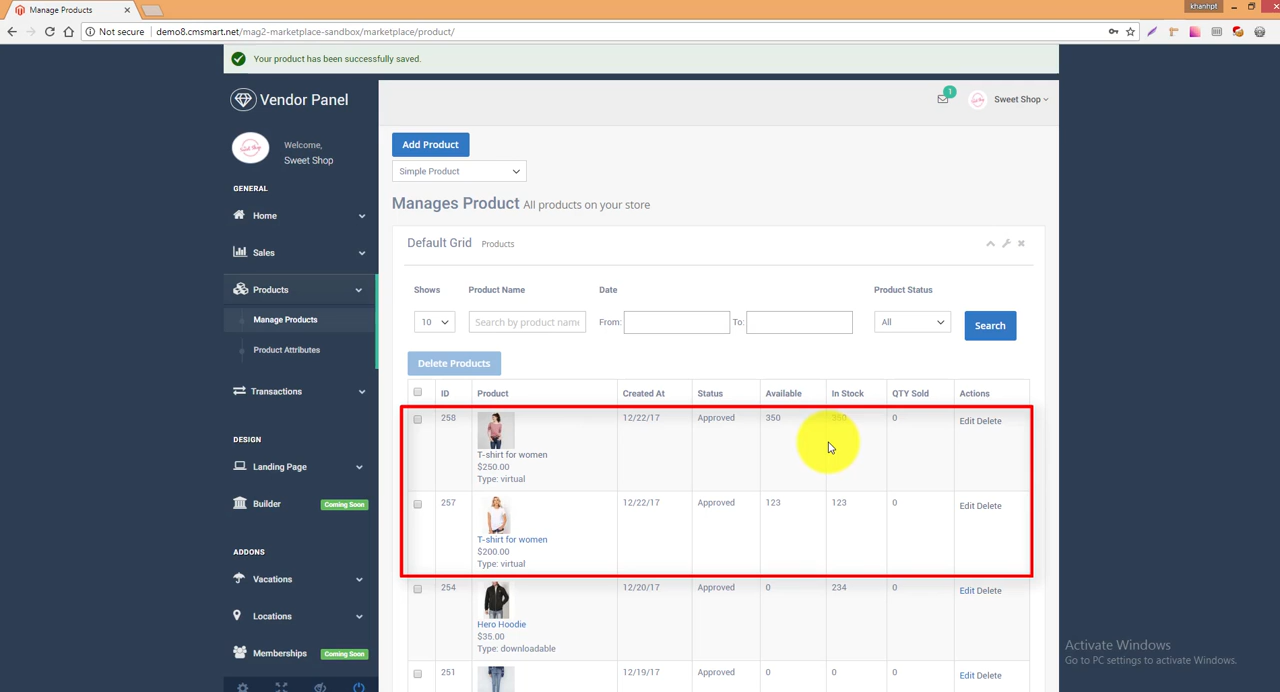 Manage Products
khanhpt
Not secure
demo8.cmsmart.net/mag2-marketplace-sandbox/marketplace/product/
Your product has been successfully saved.
Vendor Panel
1
Sweet Shop
Welcome,
Sweet Shop
GENERAL
Home
Sales
Products
Manage Products
Product Attributes
Transactions
DESIGN
Landing Page
Builder Coming Soon
ADDONS
Vacations
Locations
Memberships Coming Soon
Add Product
Simple Product
Manages Product All products on your store
Default Grid Products
Shows Product Name Date Product Status
10 Search by product name From: To: All Search
Delete Products
ID Product Created At Status Available In Stock QTY Sold Actions
258 12/22/17 Approved 350 350 0 Edit Delete
T-shirt for women
$250.00
Type: virtual
257 12/22/17 Approved 123 123 0 Edit Delete
T-shirt for women
$200.00
Type: virtual
254 12/20/17 Approved 0 234 0 Edit Delete
Hero Hoodie
$35.00
Type: downloadable
251 12/19/17 Approved 0 0 0 Edit Delete
Activate Windows
Go to PC settings to activate Windows.